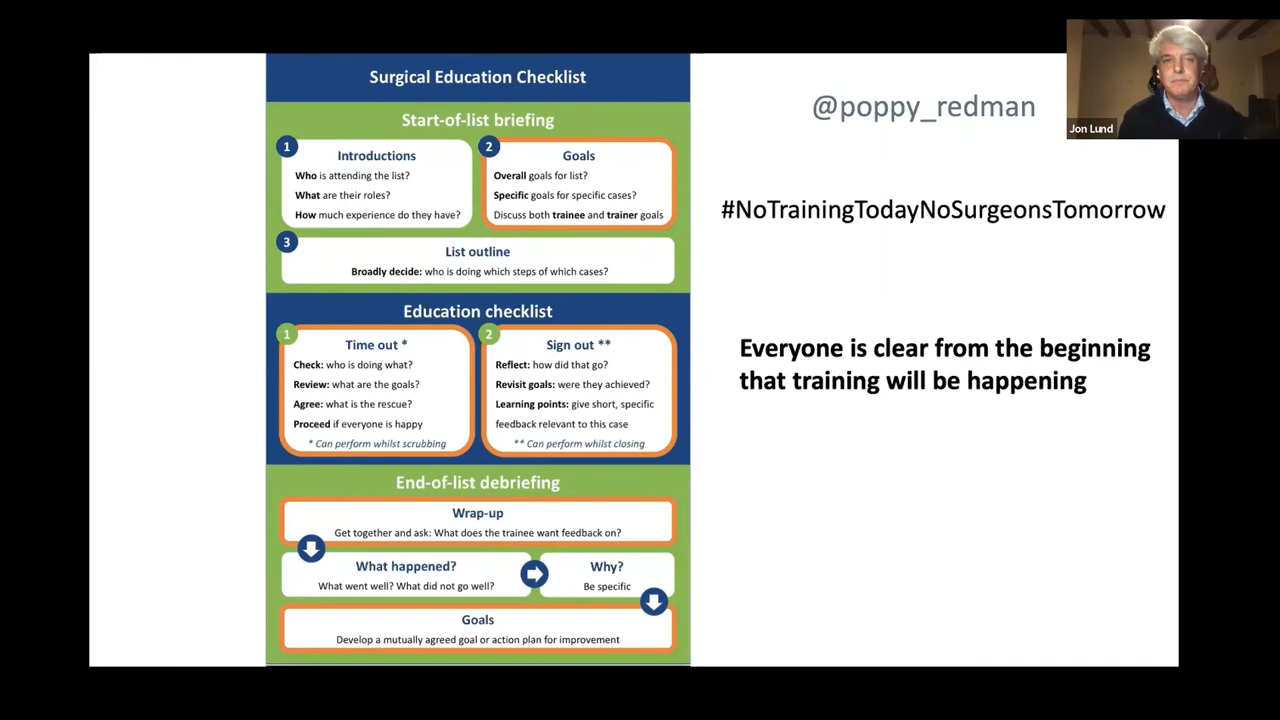 Surgical Education Checklist
Start-of-list briefing
1
Introductions
Who is attending the list?
What are their roles?
How much experience do they have?
2
Goals
Overall goals for list?
Specific goals for specific cases?
Discuss both trainee and trainer goals
3
List outline
Broadly decide: who is doing which steps of which cases?
Education checklist
1
Time out *
Check: who is doing what?
Review: what are the goals?
Agree: what is the rescue?
Proceed if everyone is happy
* Can perform whilst scrubbing
2
Sign out **
Reflect: how did that go?
Revisit goals: were they achieved?
Learning points: give short, specific
feedback relevant to this case
** Can perform whilst closing
End-of-list debriefing
Wrap-up
Get together and ask: What does the trainee want feedback on?
What happened?
What went well? What did not go well?
Why?
Be specific
Goals
Develop a mutually agreed goal or action plan for improvement
@poppy_redman
#NoTrainingTodayNoSurgeonsTomorrow
Everyone is clear from the beginning
that training will be happening
Jon Lund